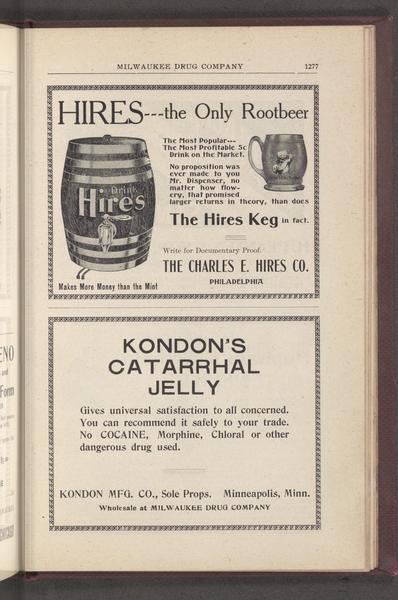 MILWAUKEE DRUG COMPANY 1277
HIRES---the Only Rootbeer
The Most Popular---
The Most Profitable 5c
Drink on the Market.
No proposition was
ever made to you
Mr. Dispenser, no
matter how flow-
ery, that promised
larger returns in theory, than does
The Hires Keg in fact.
Drink
Hires
Write for Documentary Proof.
THE CHARLES E. HIRES CO.
PHILADELPHIA
Makes More Money than the Mint
KONDON'S
CATARRHAL
JELLY
Gives universal satisfaction to all concerned.
You can recommend it safely to your trade.
No COCAINE, Morphine, Chloral or other
dangerous drug used.
KONDON MFG. CO., Sole Props. Minneapolis, Minn.
Wholesale at MILWAUKEE DRUG COMPANY
ENO
and
Form